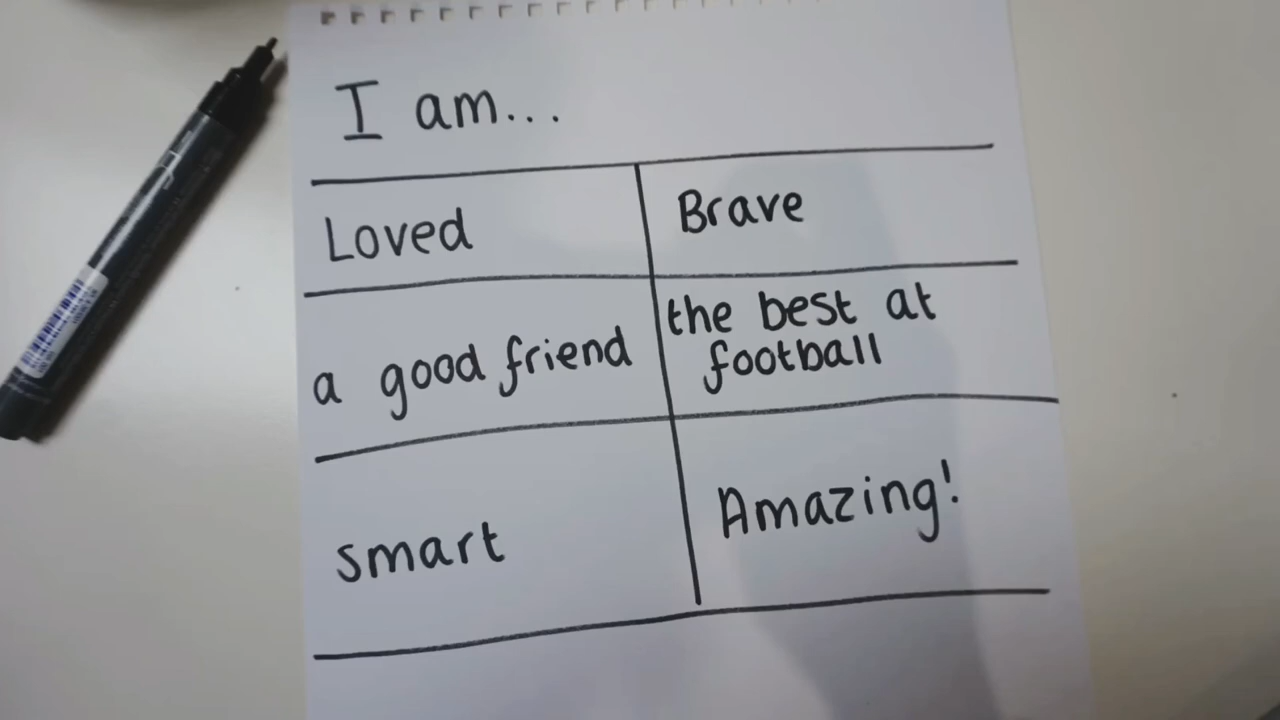 I am...
Loved
Brave
a good friend
the best at
football
smart
Amazing!